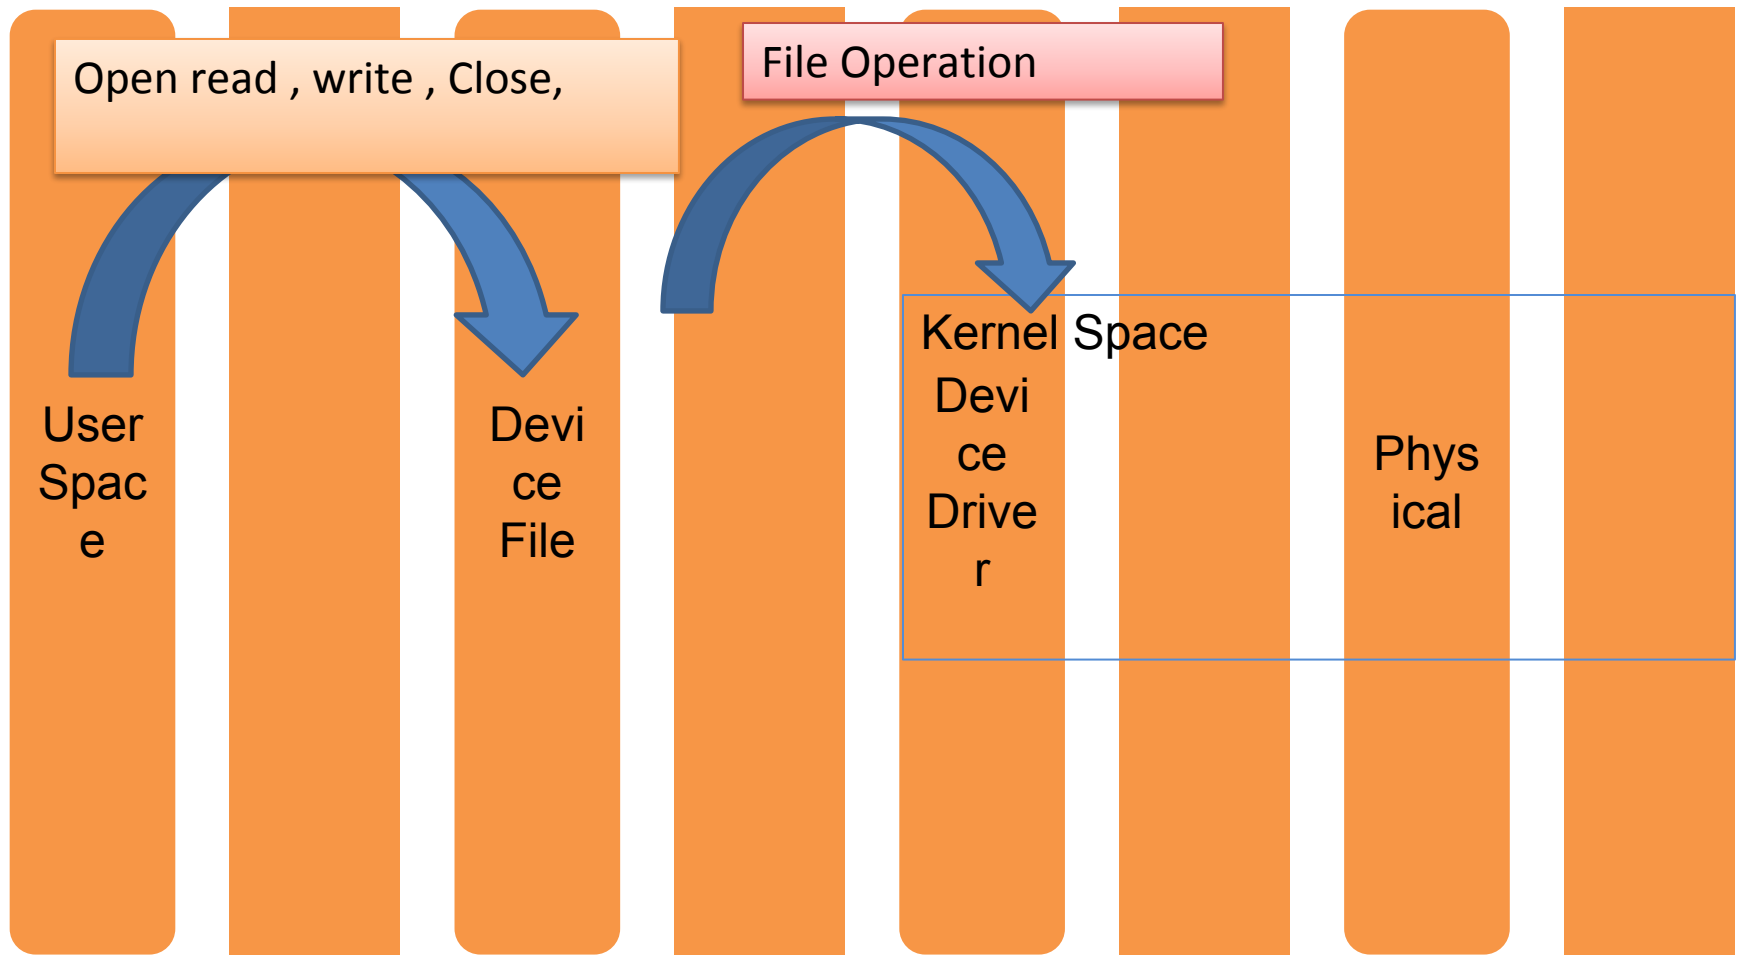 Open read , write , Close,
File Operation
User
Spac
e
Devi
ce
File
Kernel Space
Devi
ce
Drive
r
Phys
ical